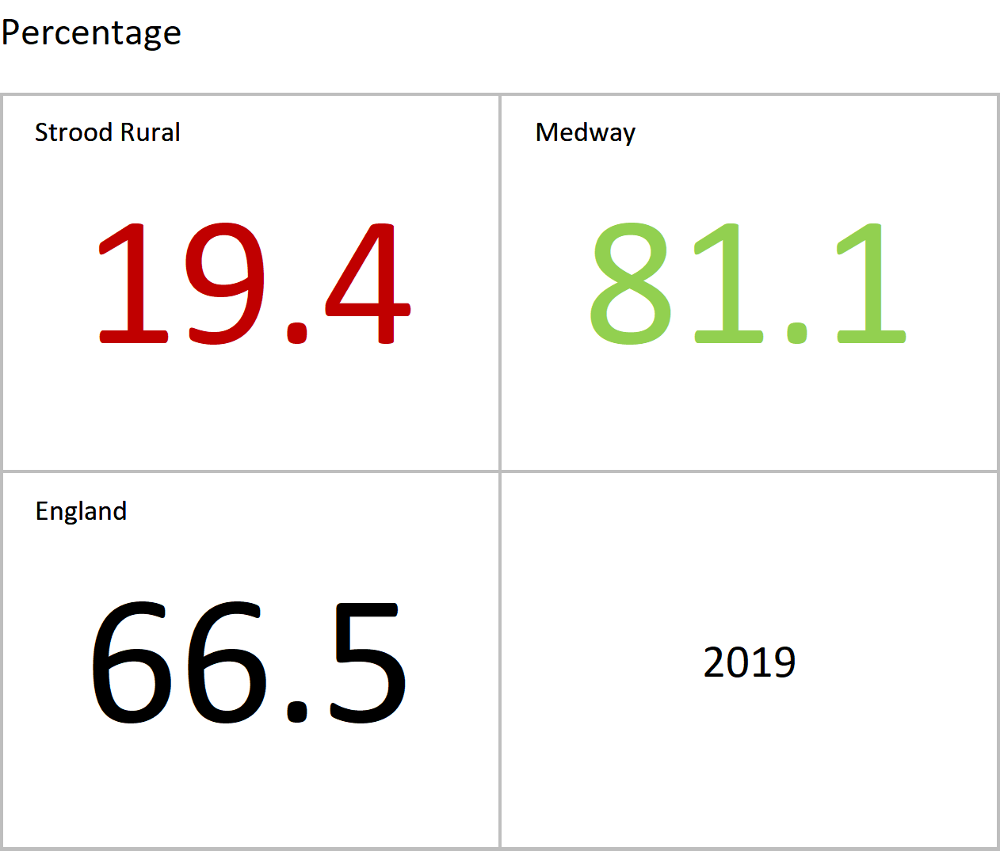 Percentage
Strood Rural
19.4
Medway
81.1
England
66.5
2019